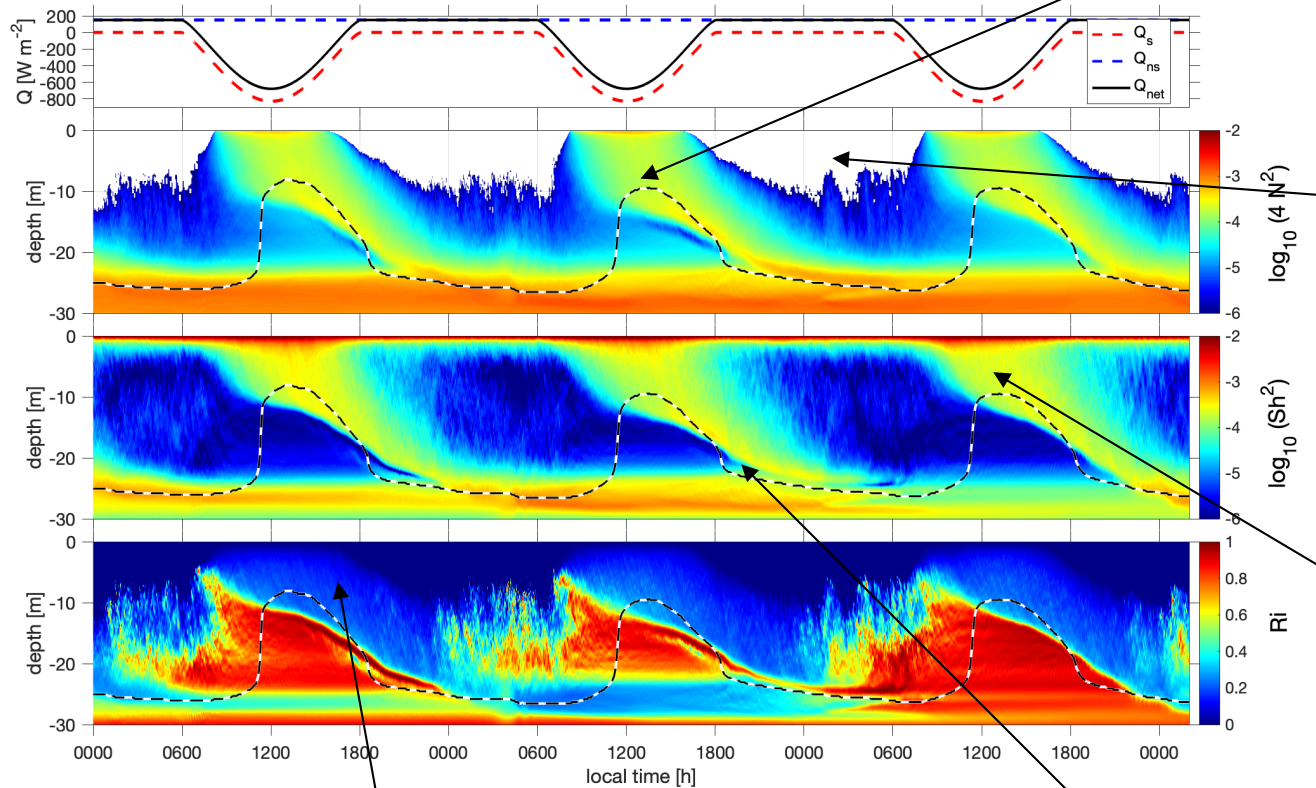 Q [W m-2]
200
0
-200
-400
-600
-800
Qs
Qns
Qnet
depth [m]
0
-10
-20
-30
-2
-3
-4
-5
-6
log10 (4 N2)
depth [m]
0
-10
-20
-30
-2
-3
-4
-5
-6
log10 (Sh2)
depth [m]
0
-10
-20
-30
1
0.8
0.6
0.4
0.2
0
Ri
0000 0600 1200 1800 0000 0600 1200 1800 0000 0600 1200 1800 0000
local time [h]